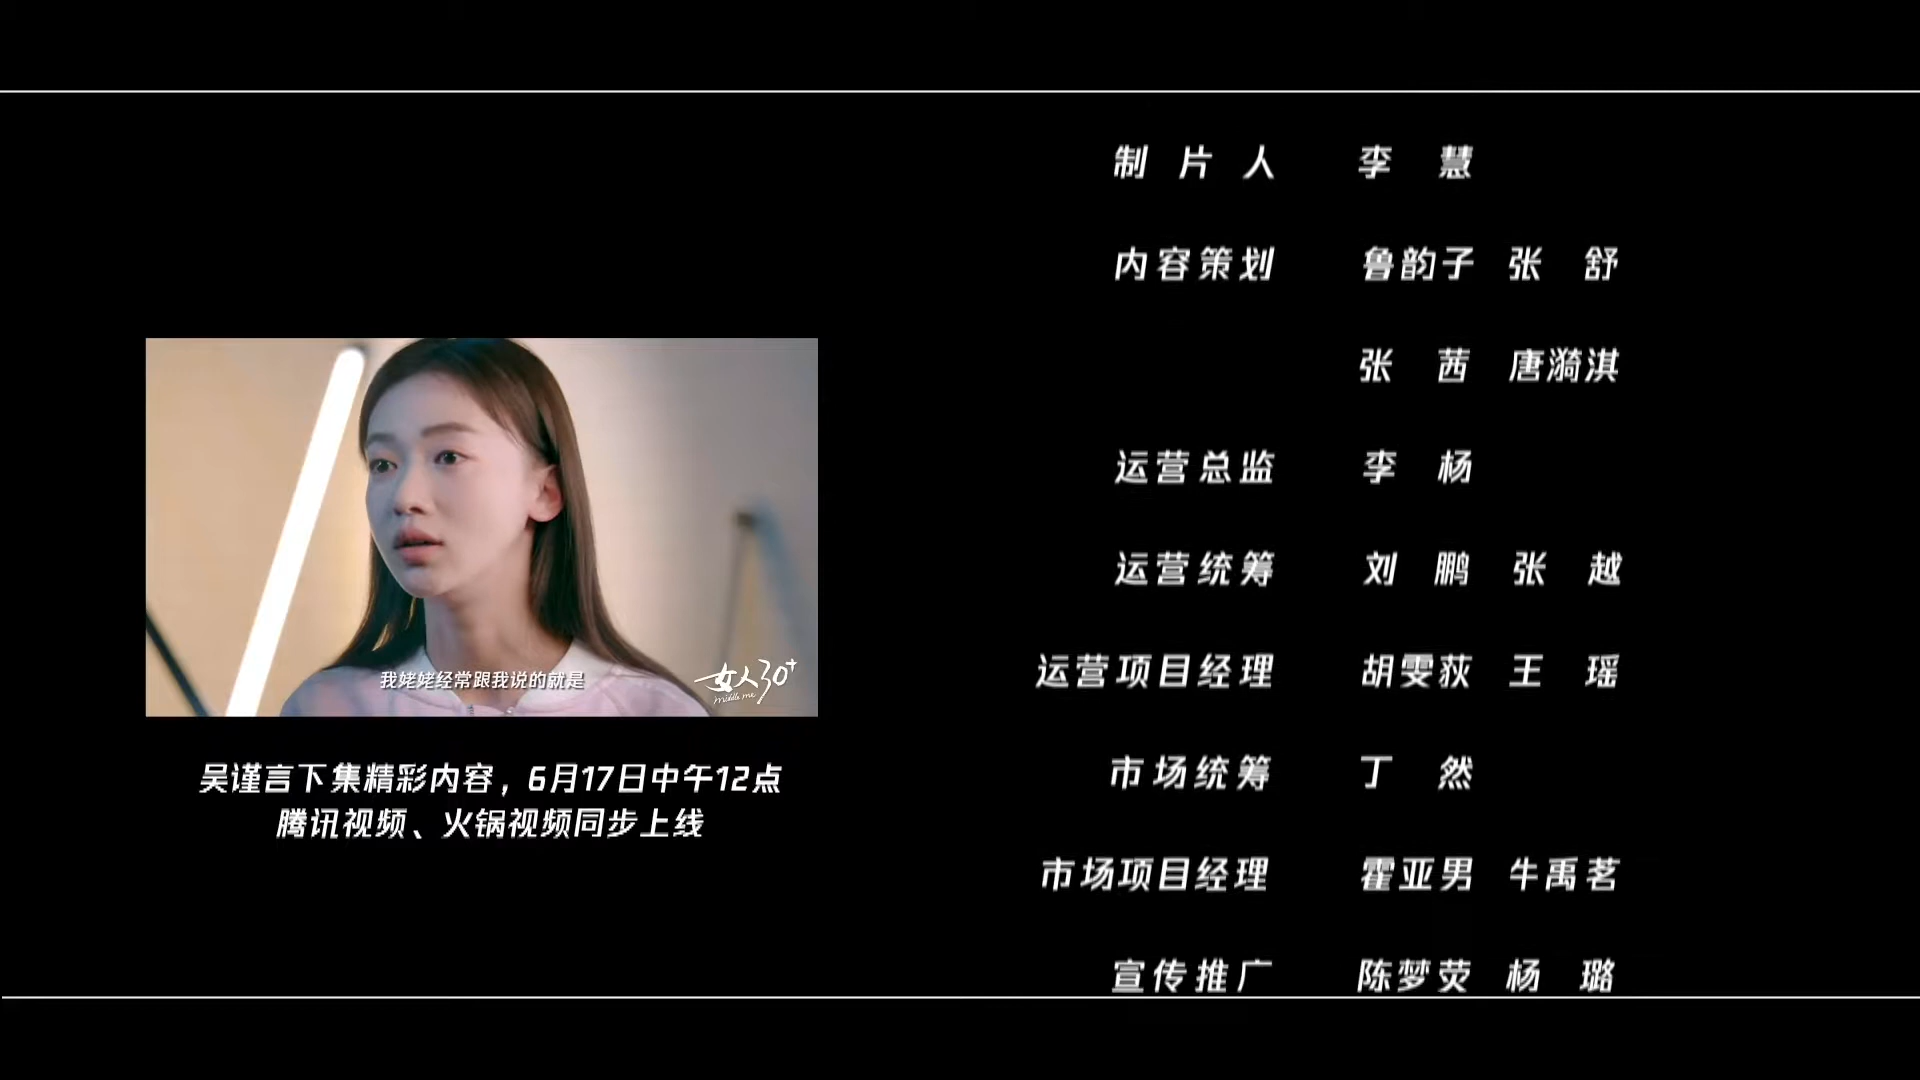 我姥姥经常跟我说的就是
女人30+
middle me
吴谨言下集精彩内容，6月17日中午12点
腾讯视频、火锅视频同步上线
制片人 李慧
内容策划 鲁韵子 张舒
张茜 唐漪淇
运营总监 李杨
运营统筹 刘鹏 张越
运营项目经理 胡雯荻 王瑶
市场统筹 丁然
市场项目经理 霍亚男 牛禹茗
宣传推广 陈梦荧 杨璐